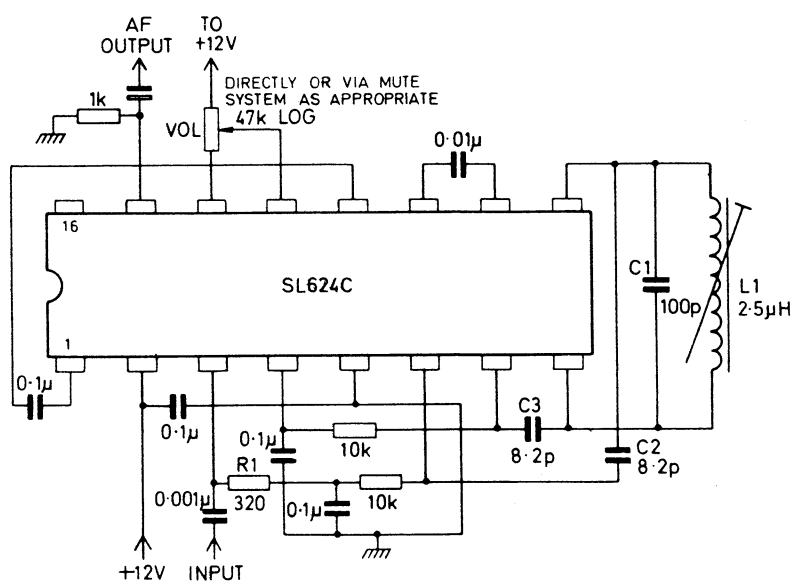 AF
OUTPUT
TO
+12V
DIRECTLY OR VIA MUTE
SYSTEM AS APPROPRIATE
47k LOG
1k
VOL
0·01µ
16
SL624C
C1
100p
L1
2·5µH
1
0·1µ
0·1µ
C3
8·2p
10k
0·1µ
C2
8·2p
R1
320
10k
0·001µ
0·1µ
+12V
INPUT